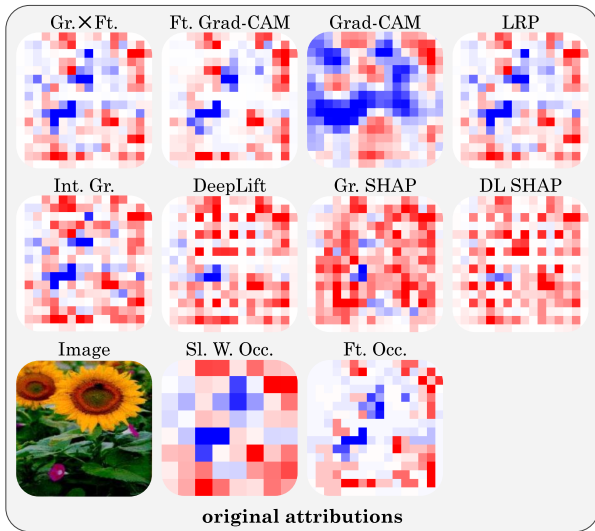 Gr.×Ft. Ft. Grad-CAM Grad-CAM LRP
Int. Gr. DeepLift Gr. SHAP DL SHAP
Image Sl. W. Occ. Ft. Occ.
original attributions